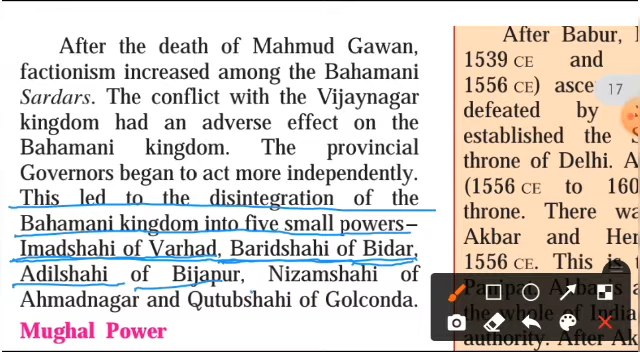 After the death of Mahmud Gawan,
factionism increased among the Bahamani
Sardars. The conflict with the Vijaynagar
kingdom had an adverse effect on the
Bahamani kingdom. The provincial
Governors began to act more independently.
This led to the disintegration of the
Bahamani kingdom into five small powers–
Imadshahi of Varhad, Baridshahi of Bidar,
Adilshahi of Bijapur, Nizamshahi of
Ahmadnagar and Qutubshahi of Golconda.
Mughal Power
After Babur,
1539 CE and
1556 CE) asce
17
defeated by
established the
throne of Delhi. A
(1556 CE to 160
throne. There wa
Akbar and Her
1556 CE. This is
Panipat. Akbar
the whole of India
authority. After Ak